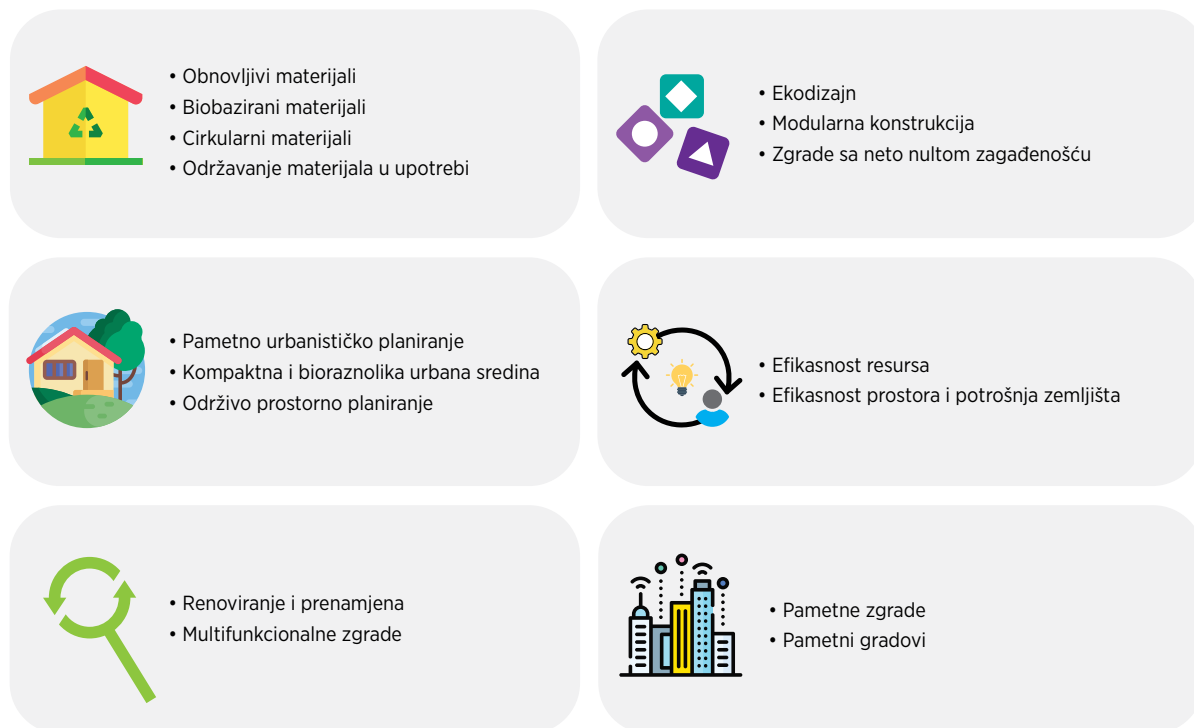 • Obnovljivi materijali
• Biobazirani materijali
• Cirkularni materijali
• Održavanje materijala u upotrebi
• Ekodizajn
• Modularna konstrukcija
• Zgrade sa neto nultom zagađenošću
• Pametno urbanističko planiranje
• Kompaktna i bioraznolika urbana sredina
• Održivo prostorno planiranje
• Efikasnost resursa
• Efikasnost prostora i potrošnja zemljišta
• Renoviranje i prenamjena
• Multifunkcionalne zgrade
• Pametne zgrade
• Pametni gradovi